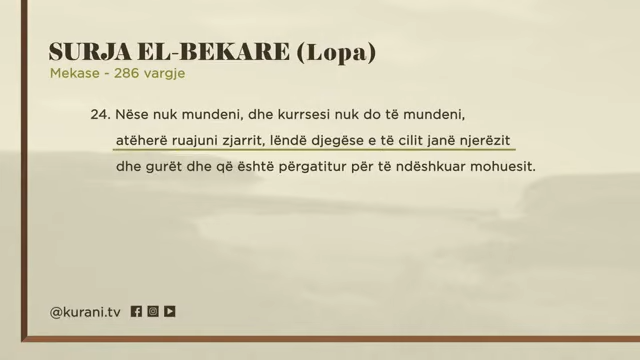 SURJA EL-BEKARE (Lopa)
Mekase - 286 vargje
24. Nëse nuk mundeni, dhe kurrsesi nuk do të mundeni,
atëherë ruajuni zjarrit, lëndë djegëse e të cilit janë njerëzit
dhe gurët dhe që është përgatitur për të ndëshkuar mohuesit.
@kurani.tv